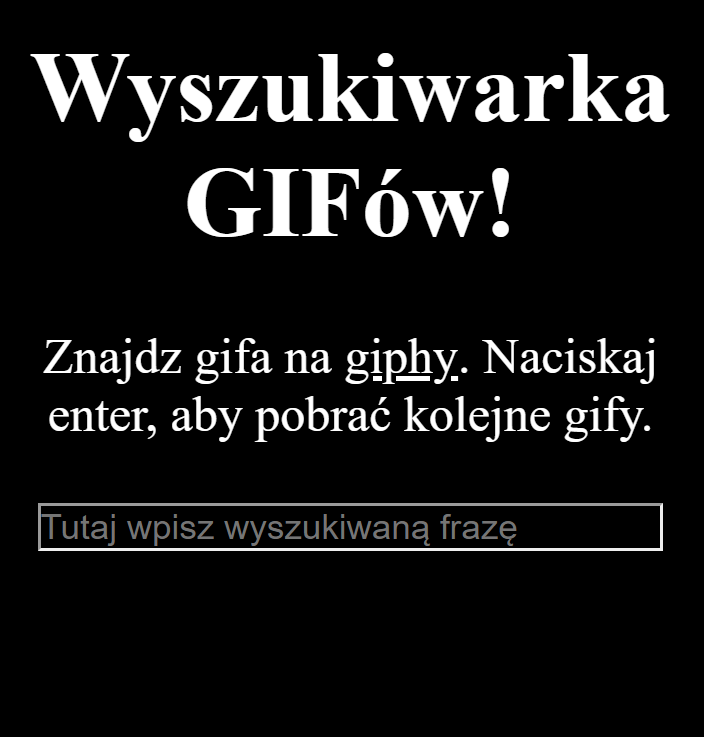 Wyszukiwarka
GIFów!
Znajdz gifa na giphy. Naciskaj
enter, aby pobrać kolejne gify.
Tutaj wpisz wyszukiwaną frazę